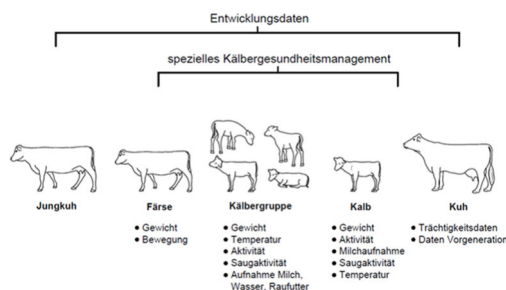 Entwicklungsdaten
spezielles Kälbergesundheitsmanagement
Jungkuh
Färse
• Gewicht
• Bewegung
Kälbergruppe
• Gewicht
• Temperatur
• Aktivität
• Saugaktivität
• Aufnahme Milch,
Wasser, Raufutter
Kalb
• Gewicht
• Aktivität
• Milchaufnahme
• Saugaktivität
• Temperatur
Kuh
• Trächtigkeitsdaten
• Daten Vorgeneration